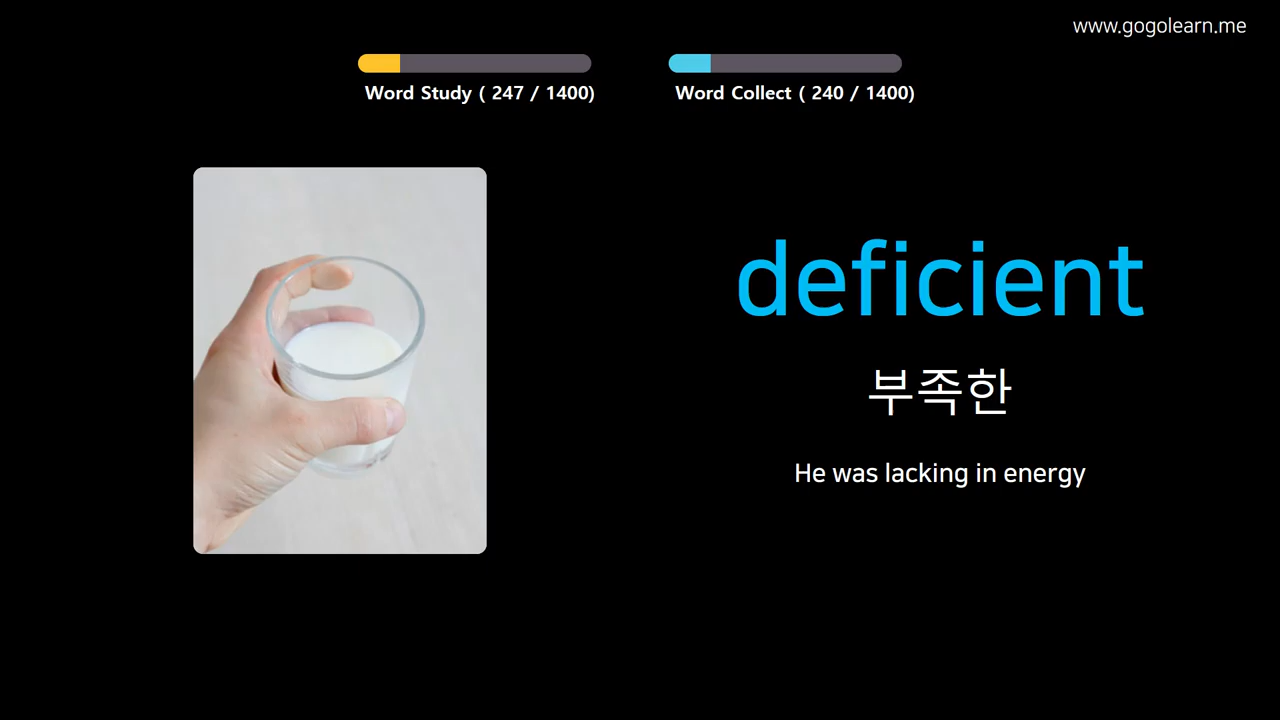 www.gogolearn.me
Word Study ( 247 / 1400)
Word Collect ( 240 / 1400)
deficient
부족한
He was lacking in energy